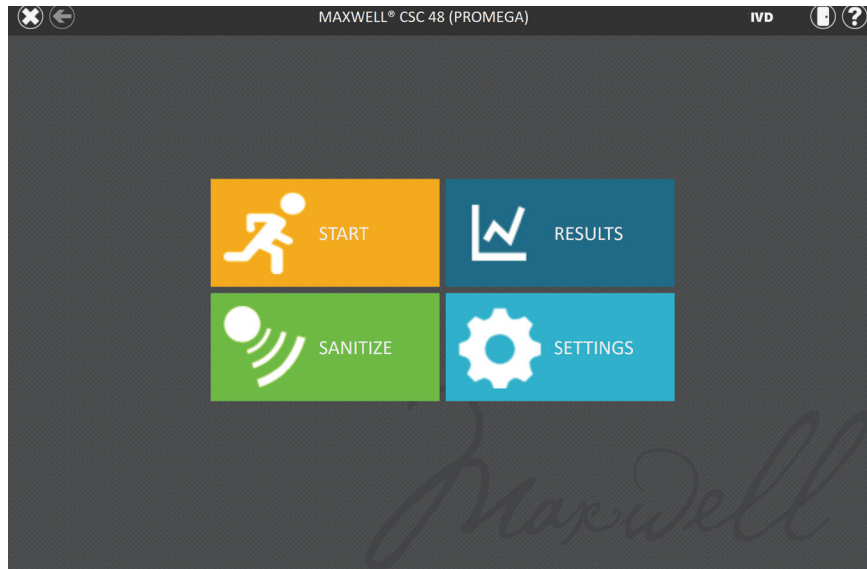 MAXWELL® CSC 48 (PROMEGA) IVD ?
START
RESULTS
SANITIZE
SETTINGS
Maxwell